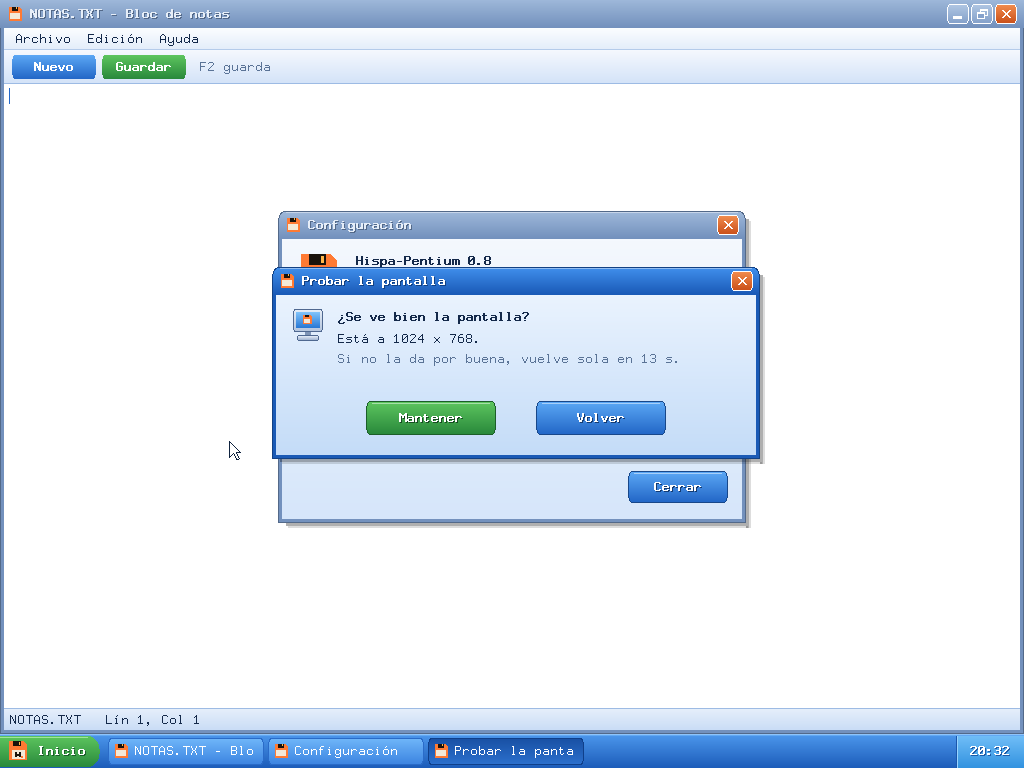 NOTAS.TXT - Bloc de notas
Archivo Edición Ayuda
Nuevo Guardar F2 guarda
Configuración
Hispa-Pentium 0.8
Probar la pantalla
¿Se ve bien la pantalla?
Está a 1024 x 768.
Si no la da por buena, vuelve sola en 13 s.
Mantener Volver
Cerrar
NOTAS.TXT Lín 1, Col 1
Inicio NOTAS.TXT - Blo Configuración Probar la panta 20:32